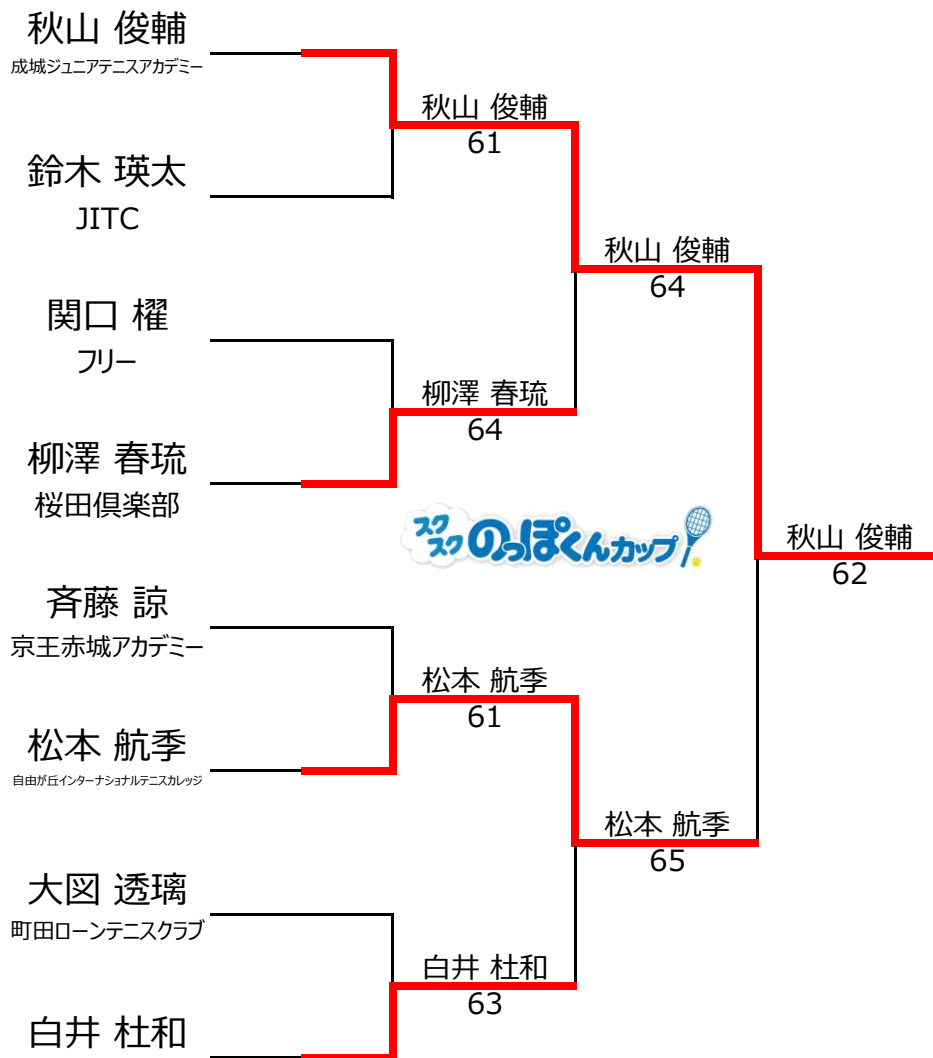 秋山 俊輔
成城ジュニアテニスアカデミー
秋山 俊輔
61
鈴木 瑛太
JITC
秋山 俊輔
64
関口 櫂
フリー
柳澤 春琉
64
柳澤 春琉
桜田倶楽部
スクスク のっぽくんカップ
秋山 俊輔
62
斉藤 諒
京王赤城アカデミー
松本 航季
61
松本 航季
自由が丘インターナショナルテニスカレッジ
松本 航季
65
大図 透璃
町田ローンテニスクラブ
白井 杜和
63
白井 杜和